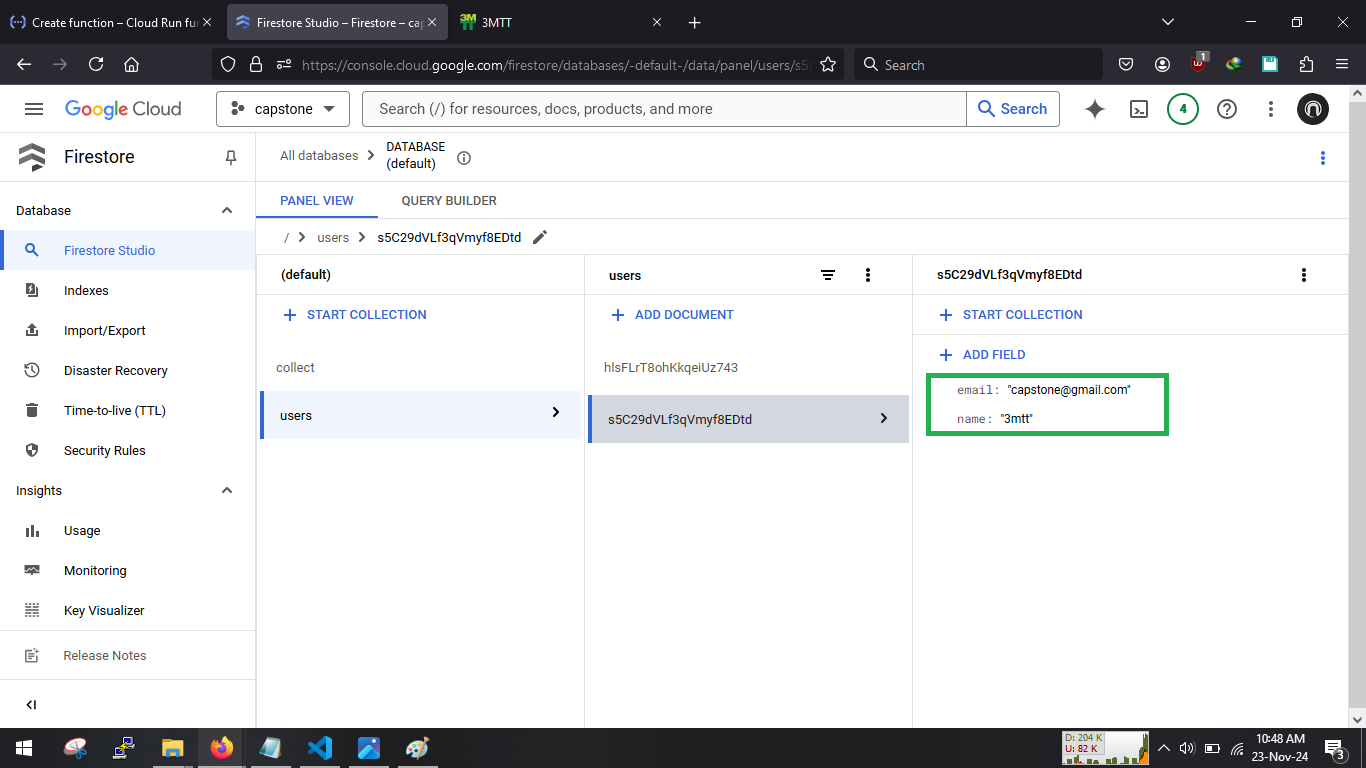 Create function – Cloud Run fun
Firestore Studio – Firestore – cap
3MTT
https://console.cloud.google.com/firestore/databases/-default-/data/panel/users/s5
Search
1
Google Cloud
capstone
Search (/) for resources, docs, products, and more
Search
4
Firestore
All databases
DATABASE
(default)
Database
PANEL VIEW
QUERY BUILDER
/
users
s5C29dVLf3qVmyf8EDtd
Firestore Studio
Indexes
Import/Export
Disaster Recovery
Time-to-live (TTL)
Security Rules
Insights
Usage
Monitoring
Key Visualizer
Release Notes
(default)
START COLLECTION
collect
users
users
ADD DOCUMENT
hlsFLrT8ohKkqeiUz743
s5C29dVLf3qVmyf8EDtd
s5C29dVLf3qVmyf8EDtd
START COLLECTION
ADD FIELD
email: "capstone@gmail.com"
name: "3mtt"
D: 204 K
U: 82 K
10:48 AM
23-Nov-24
3